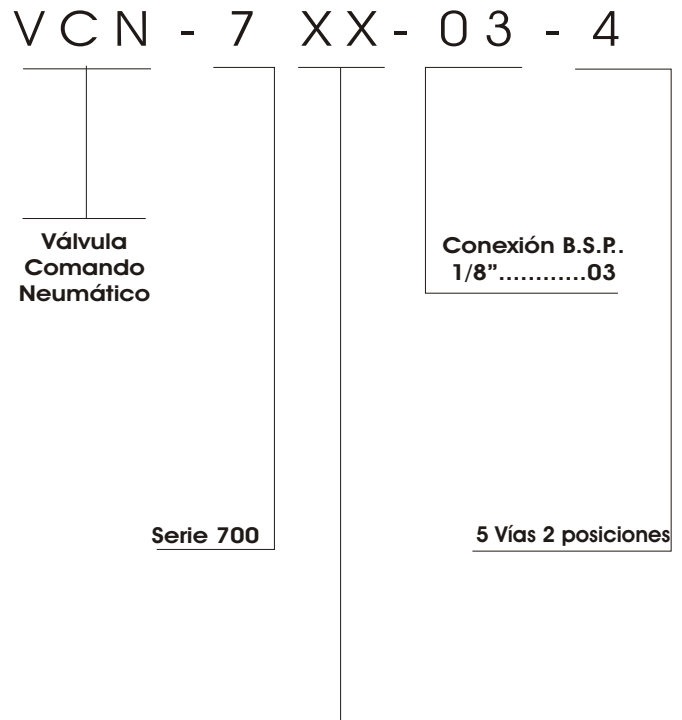 VCN - 7 XX - 03 - 4
Válvula
Comando
Neumático
Conexión B.S.P..
1/8”............03
Serie 700
5 Vías 2 posiciones